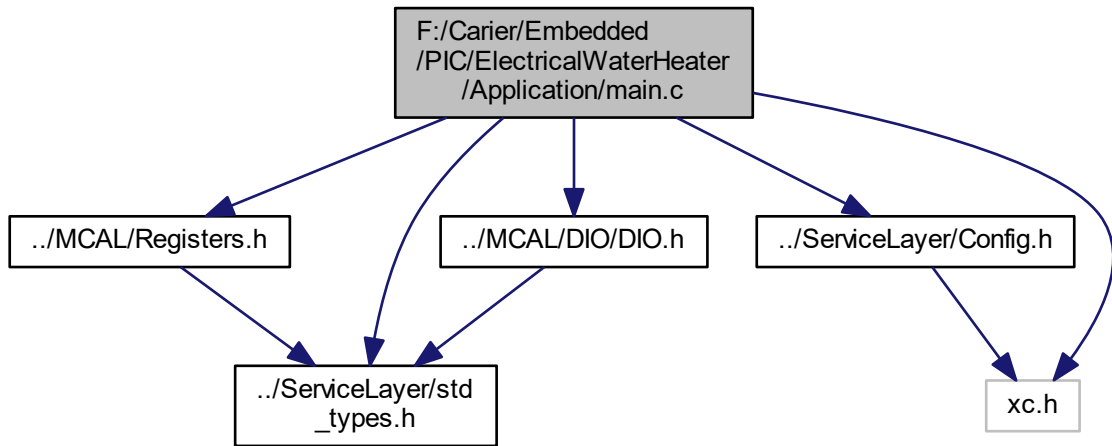 F:/Carier/Embedded
/PIC/ElectricalWaterHeater
/Application/main.c
../MCAL/Registers.h
../MCAL/DIO/DIO.h
../ServiceLayer/Config.h
../ServiceLayer/std
_types.h
xc.h